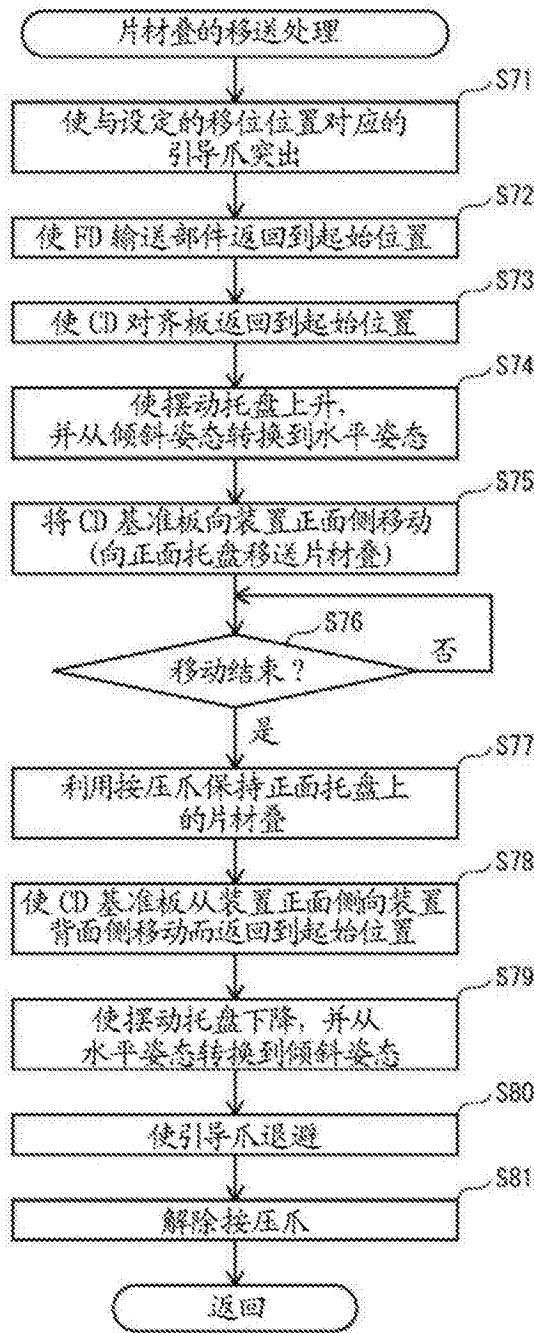 片材叠的移送处理
S71
使与设定的移位位置对应的
引导爪突出
S72
使 FD 输送部件返回到起始位置
S73
使 CD 对齐板返回到起始位置
S74
使摆动托盘上升,
并从倾斜姿态转换到水平姿态
S75
将 CD 基准板向装置正面侧移动
(向正面托盘移送片材叠)
S76
移动结束？
否
是
S77
利用按压爪保持正面托盘上
的片材叠
S78
使 CD 基准板从装置正面侧向装置
背面侧移动而返回到起始位置
S79
使摆动托盘下降，并从
水平姿态转换到倾斜姿态
S80
使引导爪退避
S81
解除按压爪
返回